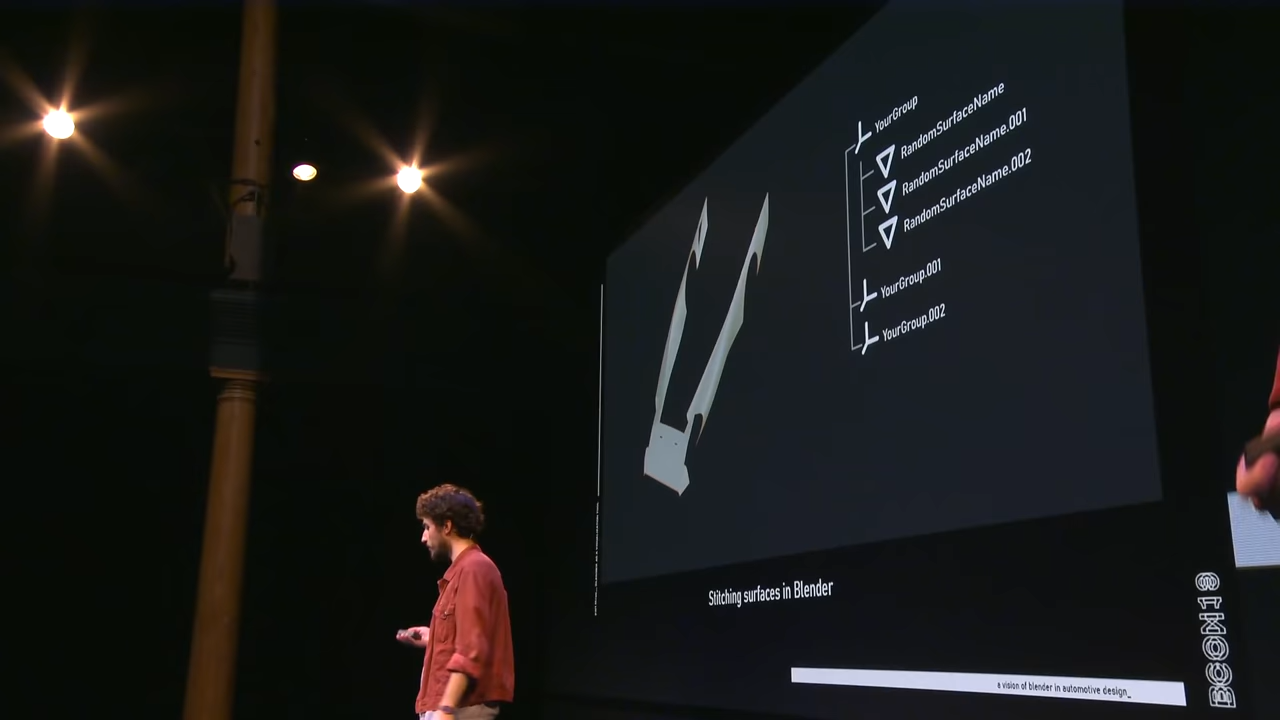 YourGroup
RandomSurfaceName
RandomSurfaceName.001
RandomSurfaceName.002
YourGroup.001
YourGroup.002
Stitching surfaces in Blender
a vision of blender in automotive design_
BCON19